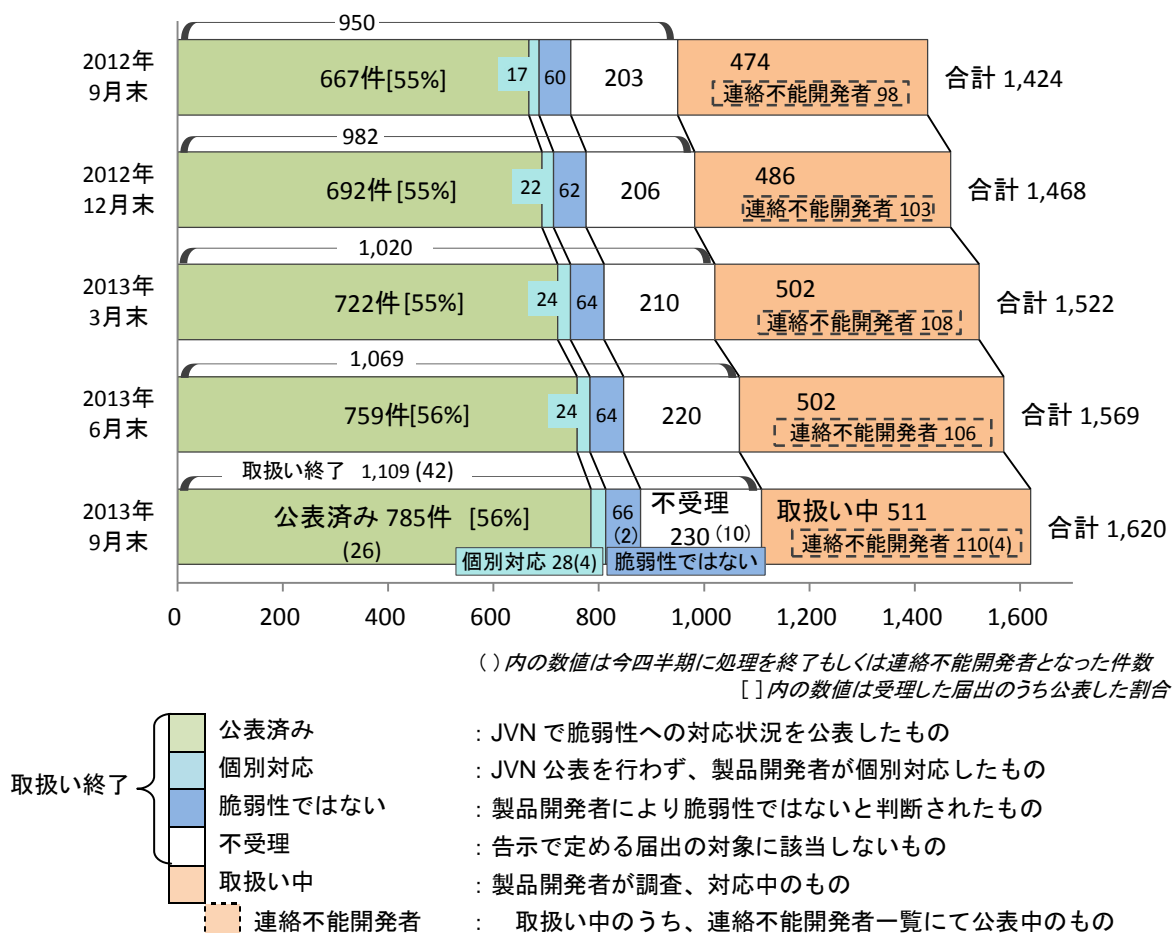 950
2012年
9月末
667件[55%]
17
60
203
474
連絡不能開発者 98
合計 1,424
982
2012年
12月末
692件 [55%]
22
62
206
486
連絡不能開発者 103
合計 1,468
1,020
2013年
3月末
722件 [55%]
24
64
210
502
連絡不能開発者 108
合計 1,522
1,069
2013年
6月末
759件[56%]
24
64
220
502
連絡不能開発者 106
合計 1,569
取扱い終了 1,109 (42)
2013年
9月末
公表済み 785件 [56%]
(26)
個別対応 28(4)
66
(2)
脆弱性ではない
不受理
230 (10)
取扱い中 511
連絡不能開発者 110(4)
合計 1,620
0 200 400 600 800 1,000 1,200 1,400 1,600
( ) 内の数値は今四半期に処理を終了もしくは連絡不能開発者となった件数
[ ] 内の数値は受理した届出のうち公表した割合
取扱い終了
公表済み : JVN で脆弱性への対応状況を公表したもの
個別対応 : JVN 公表を行わず、製品開発者が個別対応したもの
脆弱性ではない : 製品開発者により脆弱性ではないと判断されたもの
不受理 : 告示で定める届出の対象に該当しないもの
取扱い中 : 製品開発者が調査、対応中のもの
連絡不能開発者 : 取扱い中のうち、連絡不能開発者一覧にて公表中のもの